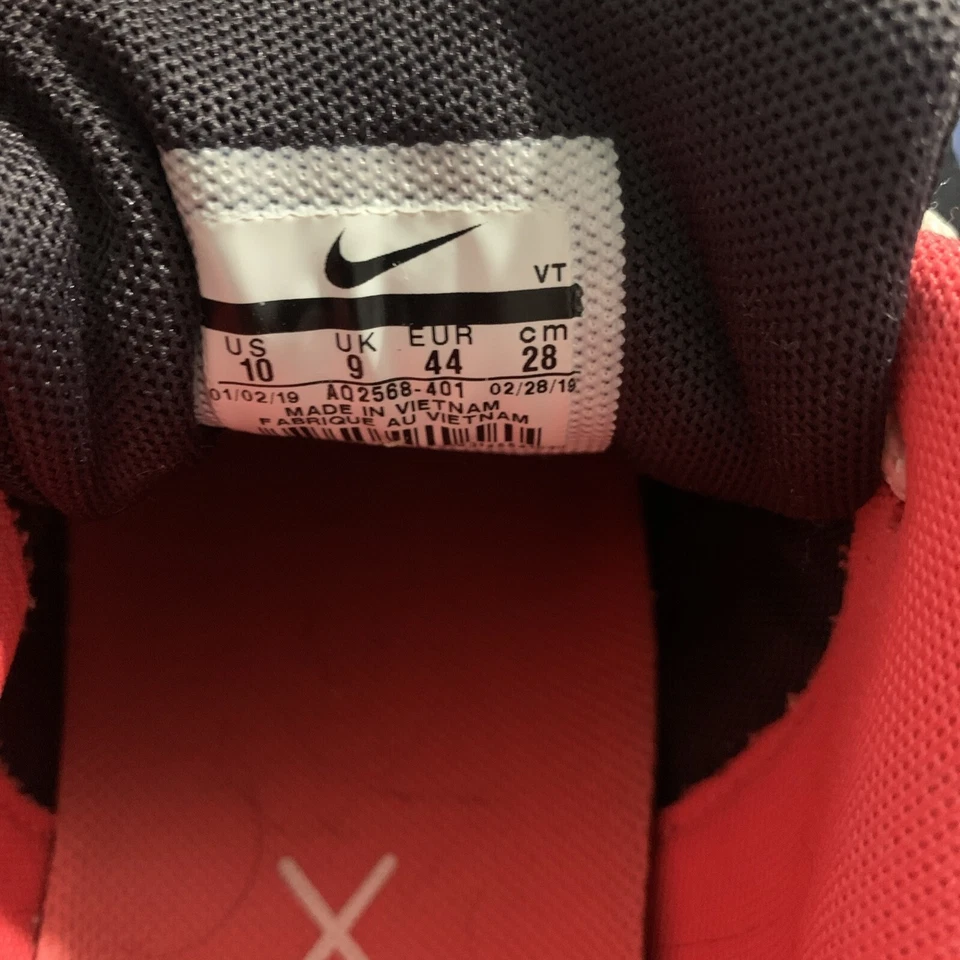 VT
US UK EUR cm
10 9 44 28
01/02/19 AQ2568-401 02/28/19
MADE IN VIETNAM
FABRIQUE AU VIETNAM
X